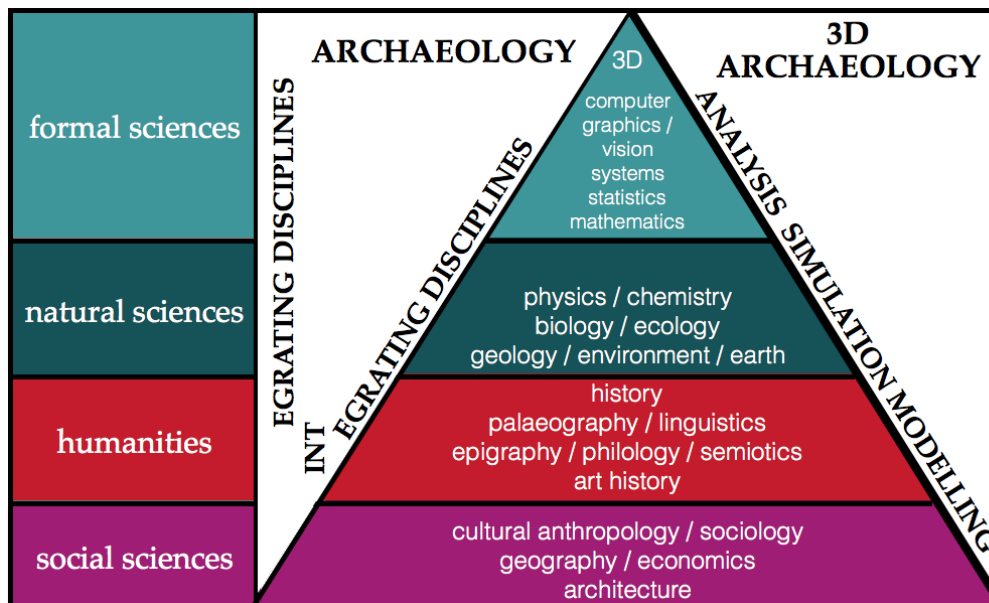 ARCHAEOLOGY
3D
ARCHAEOLOGY
formal sciences
natural sciences
humanities
social sciences
EGRATING DISCIPLINES
INT
EGRATING DISCIPLINES
3D
computer
graphics /
vision
systems
statistics
mathematics
physics / chemistry
biology / ecology
geology / environment / earth
history
palaeography / linguistics
epigraphy / philology / semiotics
art history
cultural anthropology / sociology
geography / economics
architecture
ANALYSIS SIMULATION MODELLING